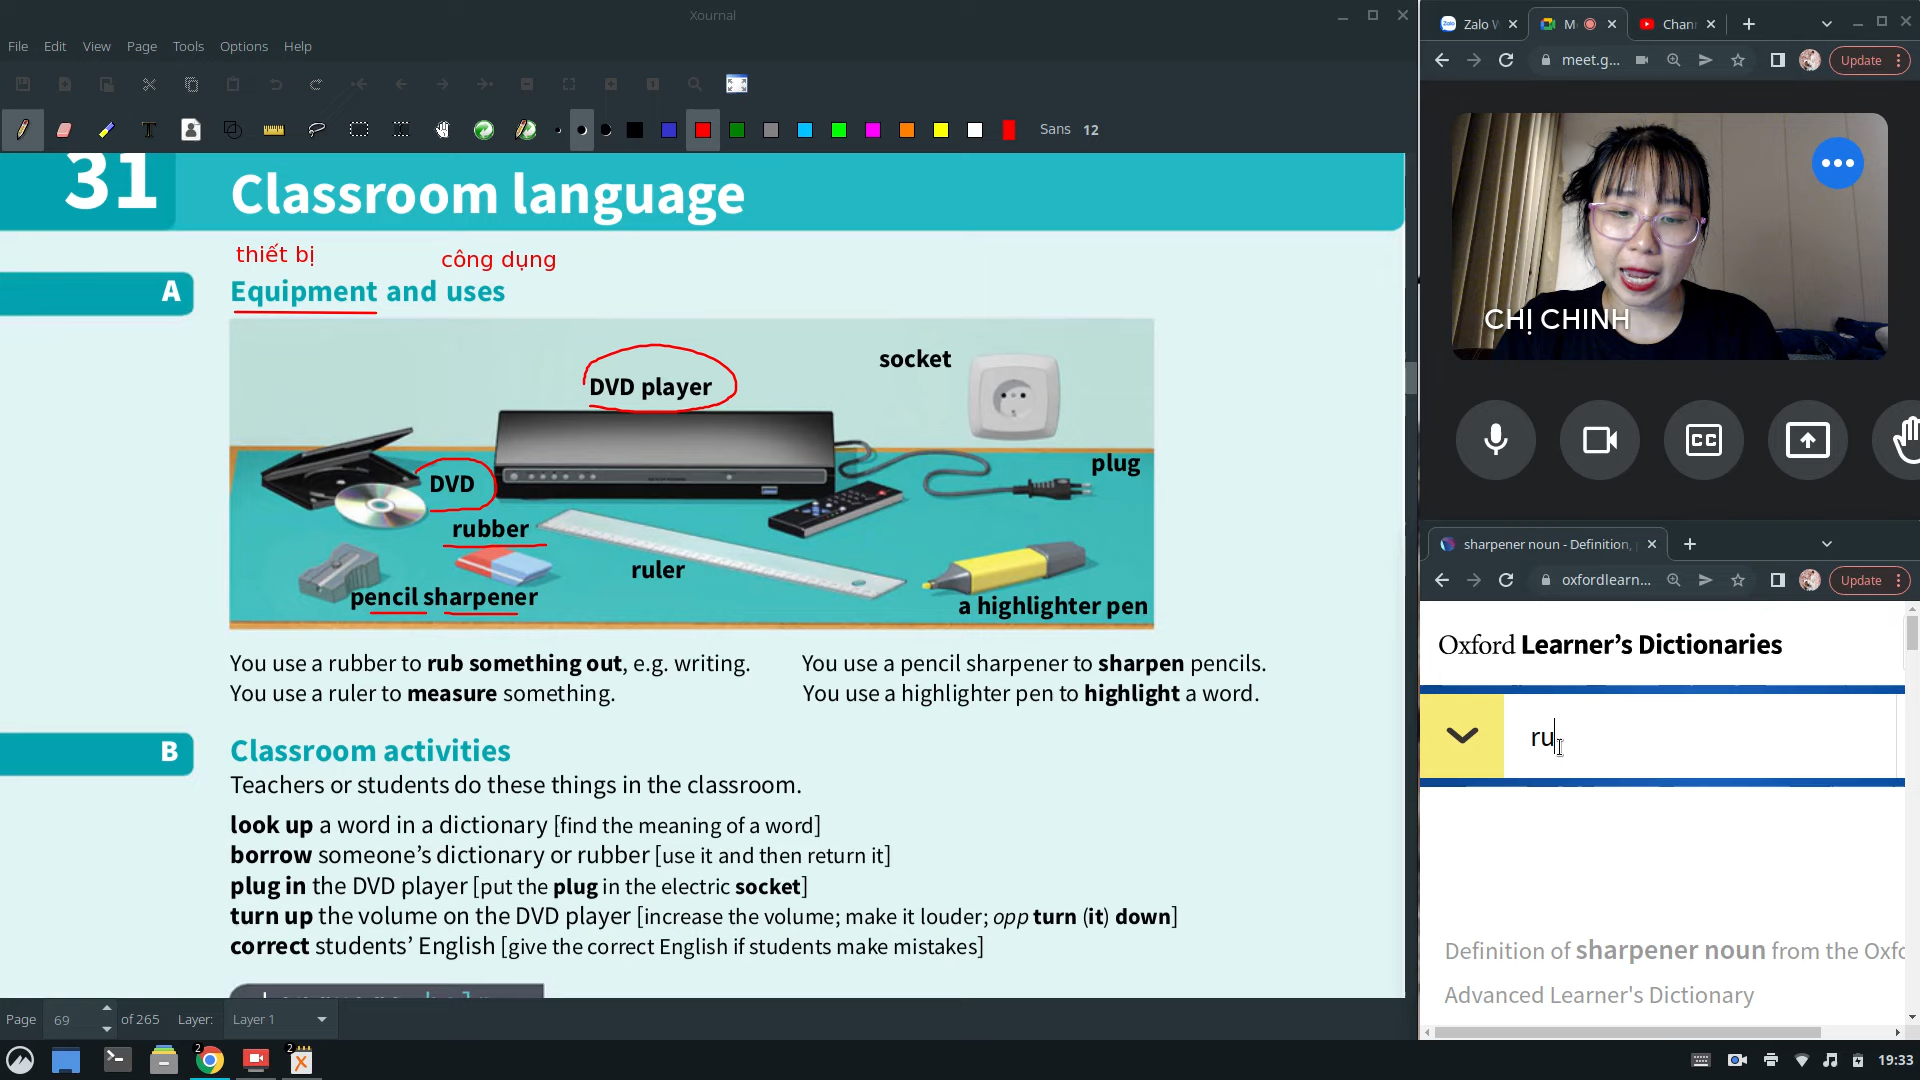 Xournal
File Edit View Page Tools Options Help
Sans 12
31 Classroom language
thiết bị công dụng
A Equipment and uses
DVD player
socket
plug
DVD
rubber
ruler
pencil sharpener
a highlighter pen
You use a rubber to rub something out, e.g. writing.
You use a ruler to measure something.
You use a pencil sharpener to sharpen pencils.
You use a highlighter pen to highlight a word.
B Classroom activities
Teachers or students do these things in the classroom.
look up a word in a dictionary [find the meaning of a word]
borrow someone’s dictionary or rubber [use it and then return it]
plug in the DVD player [put the plug in the electric socket]
turn up the volume on the DVD player [increase the volume; make it louder; opp turn (it) down]
correct students’ English [give the correct English if students make mistakes]
Page 69 of 265 Layer: Layer 1
2 2
Zalo M Chan
meet.g... Update
CHỊ CHINH
CC
sharpener noun - Definition,
oxfordlearn... Update
Oxford Learner’s Dictionaries
ru
Definition of sharpener noun from the Oxfo
Advanced Learner's Dictionary
19:33